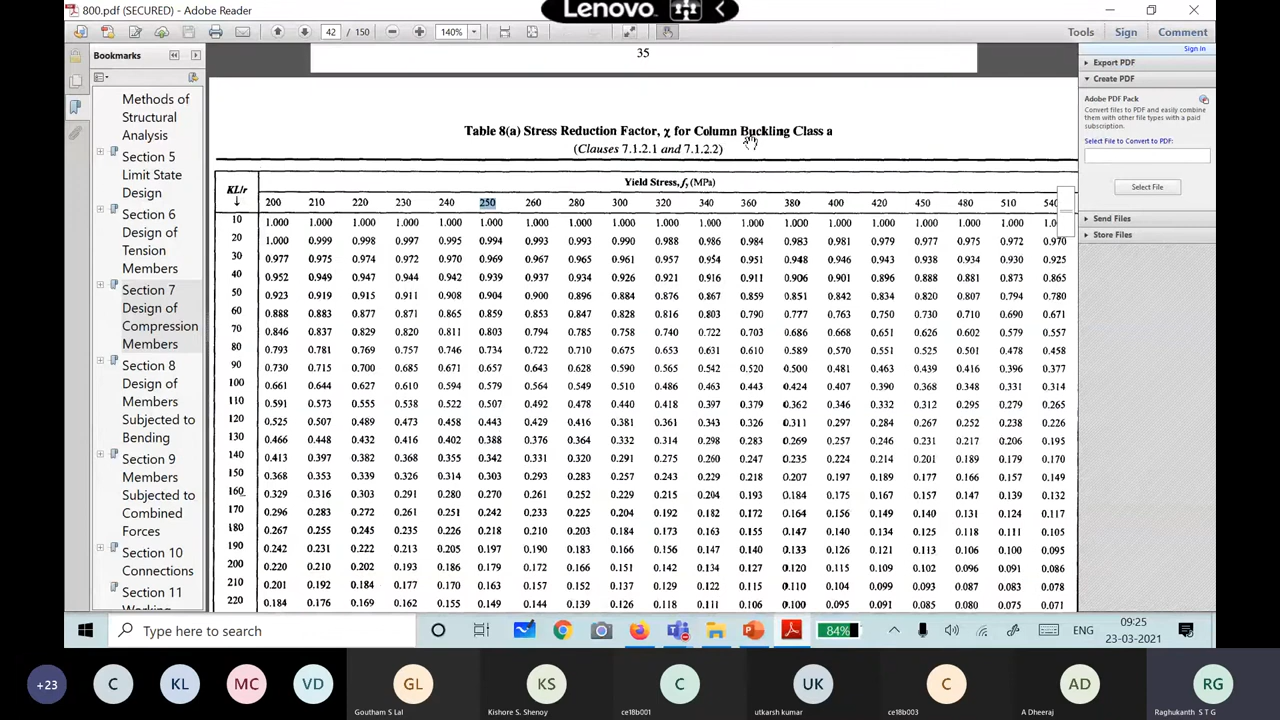 800.pdf (SECURED) - Adobe Reader
Lenovo
42 / 150
140%
Tools
Sign
Comment
Bookmarks
Methods of
Structural
Analysis
Section 5
Limit State
Design
Section 6
Design of
Tension
Members
Section 7
Design of
Compression
Members
Section 8
Design of
Members
Subjected to
Bending
Section 9
Members
Subjected to
Combined
Forces
Section 10
Connections
Section 11
Working
35
Table 8(a) Stress Reduction Factor, χ for Column Buckling Class a
(Clauses 7.1.2.1 and 7.1.2.2)
KL/r
↓
Yield Stress, fy (MPa)
200 210 220 230 240 250 260 280 300 320 340 360 380 400 420 450 480 510 540
10 1.000 1.000 1.000 1.000 1.000 1.000 1.000 1.000 1.000 1.000 1.000 1.000 1.000 1.000 1.000 1.000 1.000 1.000 1.0
20 1.000 0.999 0.998 0.997 0.995 0.994 0.993 0.993 0.990 0.988 0.986 0.984 0.983 0.981 0.979 0.977 0.975 0.972 0.970
30 0.977 0.975 0.974 0.972 0.970 0.969 0.967 0.965 0.961 0.957 0.954 0.951 0.948 0.946 0.943 0.938 0.934 0.930 0.925
40 0.952 0.949 0.947 0.944 0.942 0.939 0.937 0.934 0.926 0.921 0.916 0.911 0.906 0.901 0.896 0.888 0.881 0.873 0.865
50 0.923 0.919 0.915 0.911 0.908 0.904 0.900 0.896 0.884 0.876 0.867 0.859 0.851 0.842 0.834 0.820 0.807 0.794 0.780
60 0.888 0.883 0.877 0.871 0.865 0.859 0.853 0.847 0.828 0.816 0.803 0.790 0.777 0.763 0.750 0.730 0.710 0.690 0.671
70 0.846 0.837 0.829 0.820 0.811 0.803 0.794 0.785 0.758 0.740 0.722 0.703 0.686 0.668 0.651 0.626 0.602 0.579 0.557
80 0.793 0.781 0.769 0.757 0.746 0.734 0.722 0.710 0.675 0.653 0.631 0.610 0.589 0.570 0.551 0.525 0.501 0.478 0.458
90 0.730 0.715 0.700 0.685 0.671 0.657 0.643 0.628 0.590 0.565 0.542 0.520 0.500 0.481 0.463 0.439 0.416 0.396 0.377
100 0.661 0.644 0.627 0.610 0.594 0.579 0.564 0.549 0.510 0.486 0.463 0.443 0.424 0.407 0.390 0.368 0.348 0.331 0.314
110 0.591 0.573 0.555 0.538 0.522 0.507 0.492 0.478 0.440 0.418 0.397 0.379 0.362 0.346 0.332 0.312 0.295 0.279 0.265
120 0.525 0.507 0.489 0.473 0.458 0.443 0.429 0.416 0.381 0.361 0.343 0.326 0.311 0.297 0.284 0.267 0.252 0.238 0.226
130 0.466 0.448 0.432 0.416 0.402 0.388 0.376 0.364 0.332 0.314 0.298 0.283 0.269 0.257 0.246 0.231 0.217 0.206 0.195
140 0.413 0.397 0.382 0.368 0.355 0.342 0.331 0.320 0.291 0.275 0.260 0.247 0.235 0.224 0.214 0.201 0.189 0.179 0.170
150 0.368 0.353 0.339 0.326 0.314 0.303 0.293 0.283 0.257 0.243 0.229 0.218 0.207 0.197 0.189 0.177 0.166 0.157 0.149
160 0.329 0.316 0.303 0.291 0.280 0.270 0.261 0.252 0.229 0.215 0.204 0.193 0.184 0.175 0.167 0.157 0.147 0.139 0.132
170 0.296 0.283 0.272 0.261 0.251 0.242 0.233 0.225 0.204 0.192 0.182 0.172 0.164 0.156 0.149 0.140 0.131 0.124 0.117
180 0.267 0.255 0.245 0.235 0.226 0.218 0.210 0.203 0.184 0.173 0.163 0.155 0.147 0.140 0.134 0.125 0.118 0.111 0.105
190 0.242 0.231 0.222 0.213 0.205 0.197 0.190 0.183 0.166 0.156 0.147 0.140 0.133 0.126 0.121 0.113 0.106 0.100 0.095
200 0.220 0.210 0.202 0.193 0.186 0.179 0.172 0.166 0.151 0.142 0.134 0.127 0.120 0.115 0.109 0.102 0.096 0.091 0.086
210 0.201 0.192 0.184 0.177 0.170 0.163 0.157 0.152 0.137 0.129 0.122 0.115 0.110 0.104 0.099 0.093 0.087 0.083 0.078
220 0.184 0.176 0.169 0.162 0.155 0.149 0.144 0.139 0.126 0.118 0.111 0.106 0.100 0.095 0.091 0.085 0.080 0.075 0.071
Sign In
Export PDF
Create PDF
Adobe PDF Pack
Convert files to PDF and easily combine
them with other file types with a paid
subscription.
Select File to Convert to PDF:
Select File
Send Files
Store Files
Type here to search
84%
ENG
09:25
23-03-2021
+23
C
KL
MC
VD
GL
Goutham S Lal
KS
Kishore S. Shenoy
C
ce18b001
UK
utkarsh kumar
C
ce18b003
AD
A Dheeraj
RG
Raghukanth S T G